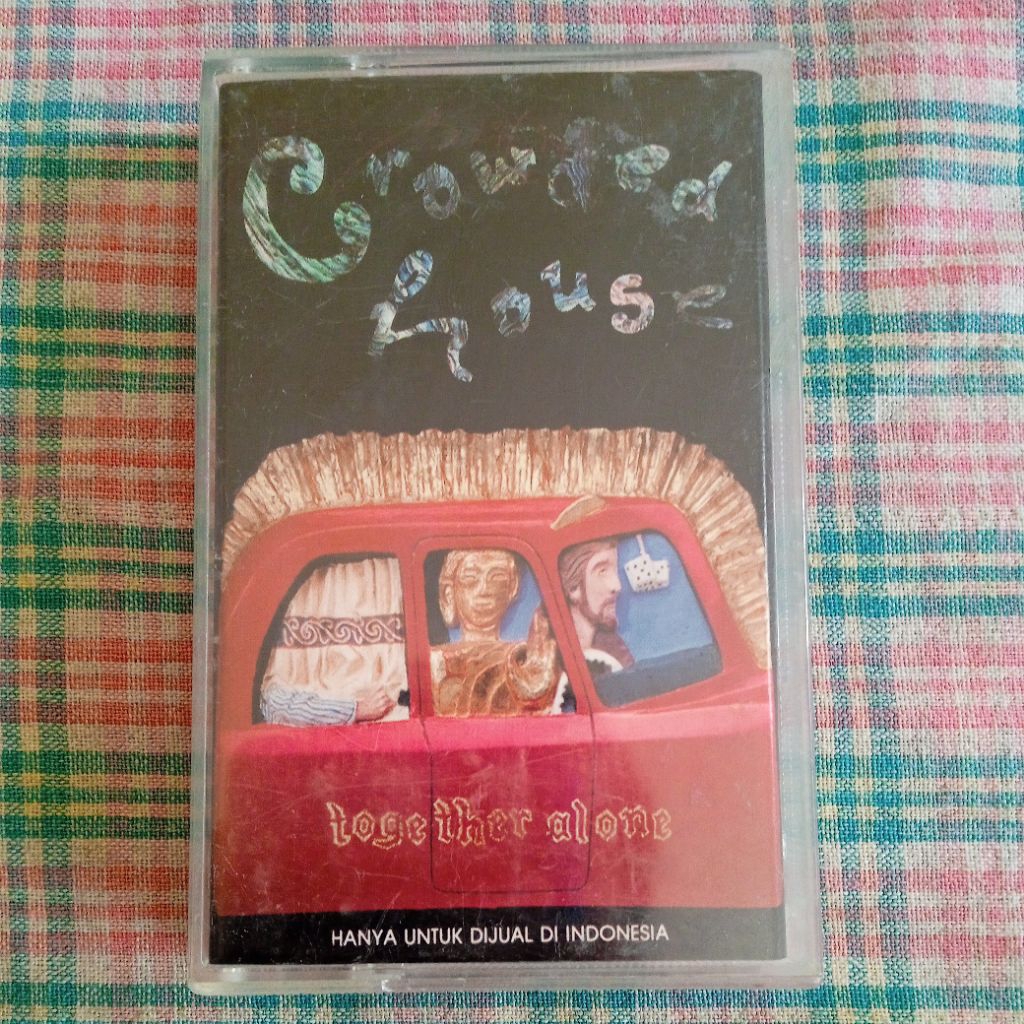 Crowded
house
together alone
HANYA UNTUK DIJUAL DI INDONESIA